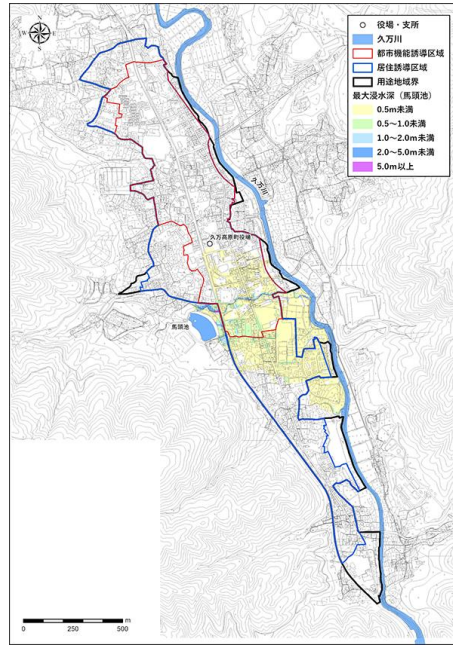 N
W
E
S
役場・支所
久万川
都市機能誘導区域
居住誘導区域
用途地域界
最大浸水深（馬頭池）
0.5m未満
0.5～1.0未満
1.0～2.0m未満
2.0～5.0m未満
5.0m以上
久万川
久万高原町役場
馬頭池
m
0
250
500